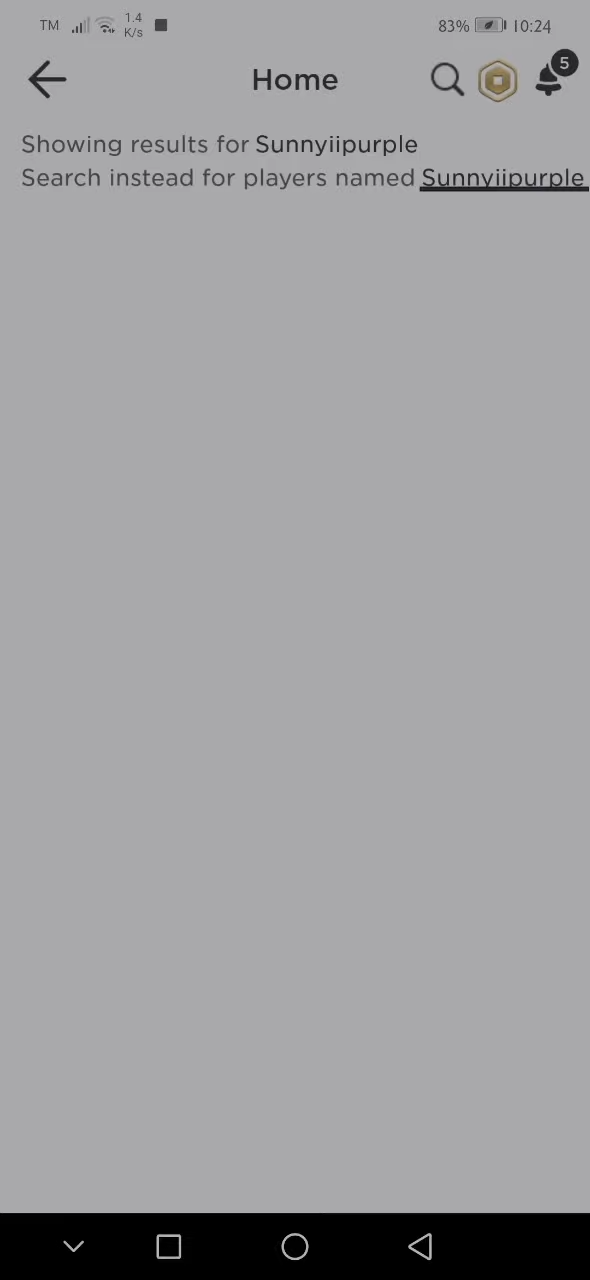 TM 1.4 K/s 83% 10:24
Home 5
Showing results for Sunnyiipurple
Search instead for players named Sunnyiipurple